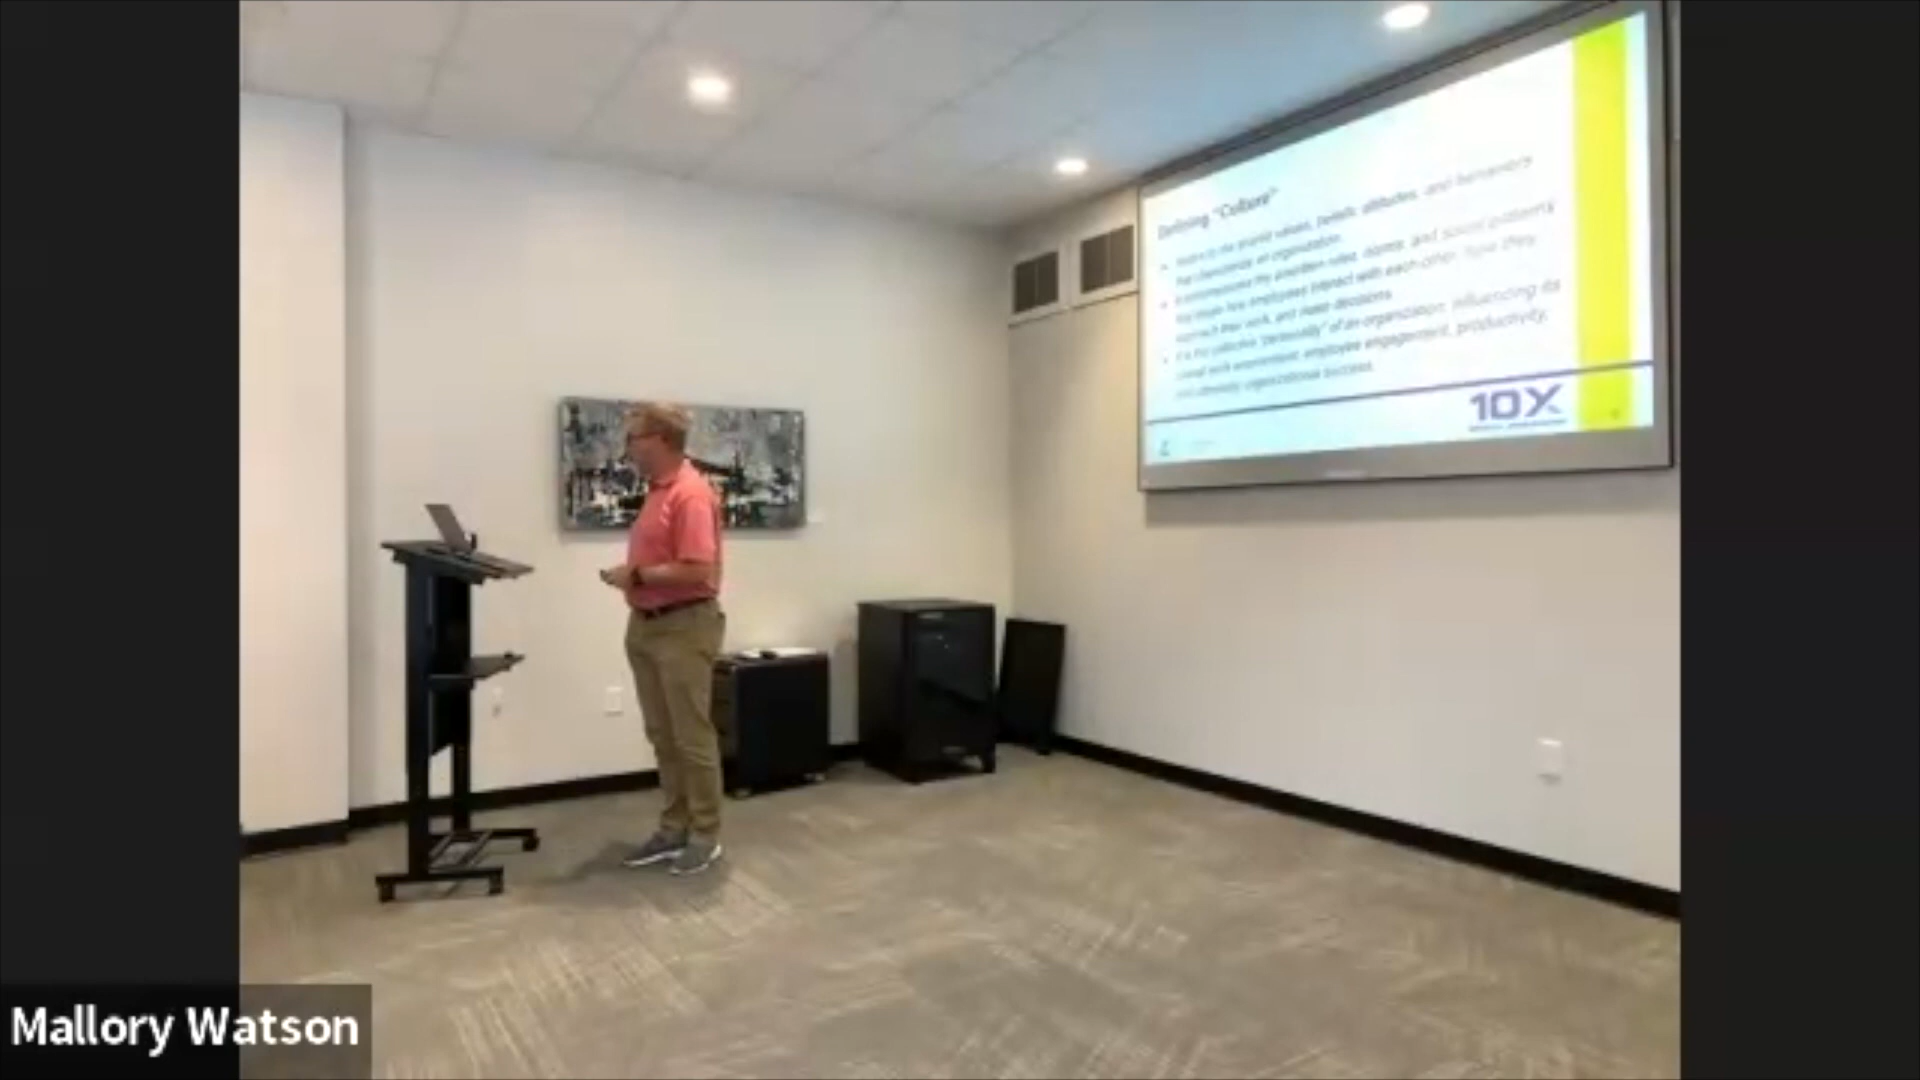 Defining "Culture"
Refers to the shared values, beliefs, attitudes, and behaviors
that characterize an organization.
It encompasses the unwritten rules, norms, and social patterns
that shape how employees interact with each other, how they
approach their work, and make decisions.
It is the collective "personality" of an organization, influencing its
overall work environment, employee engagement, productivity,
and ultimately, organizational success.
10X
Mallory Watson